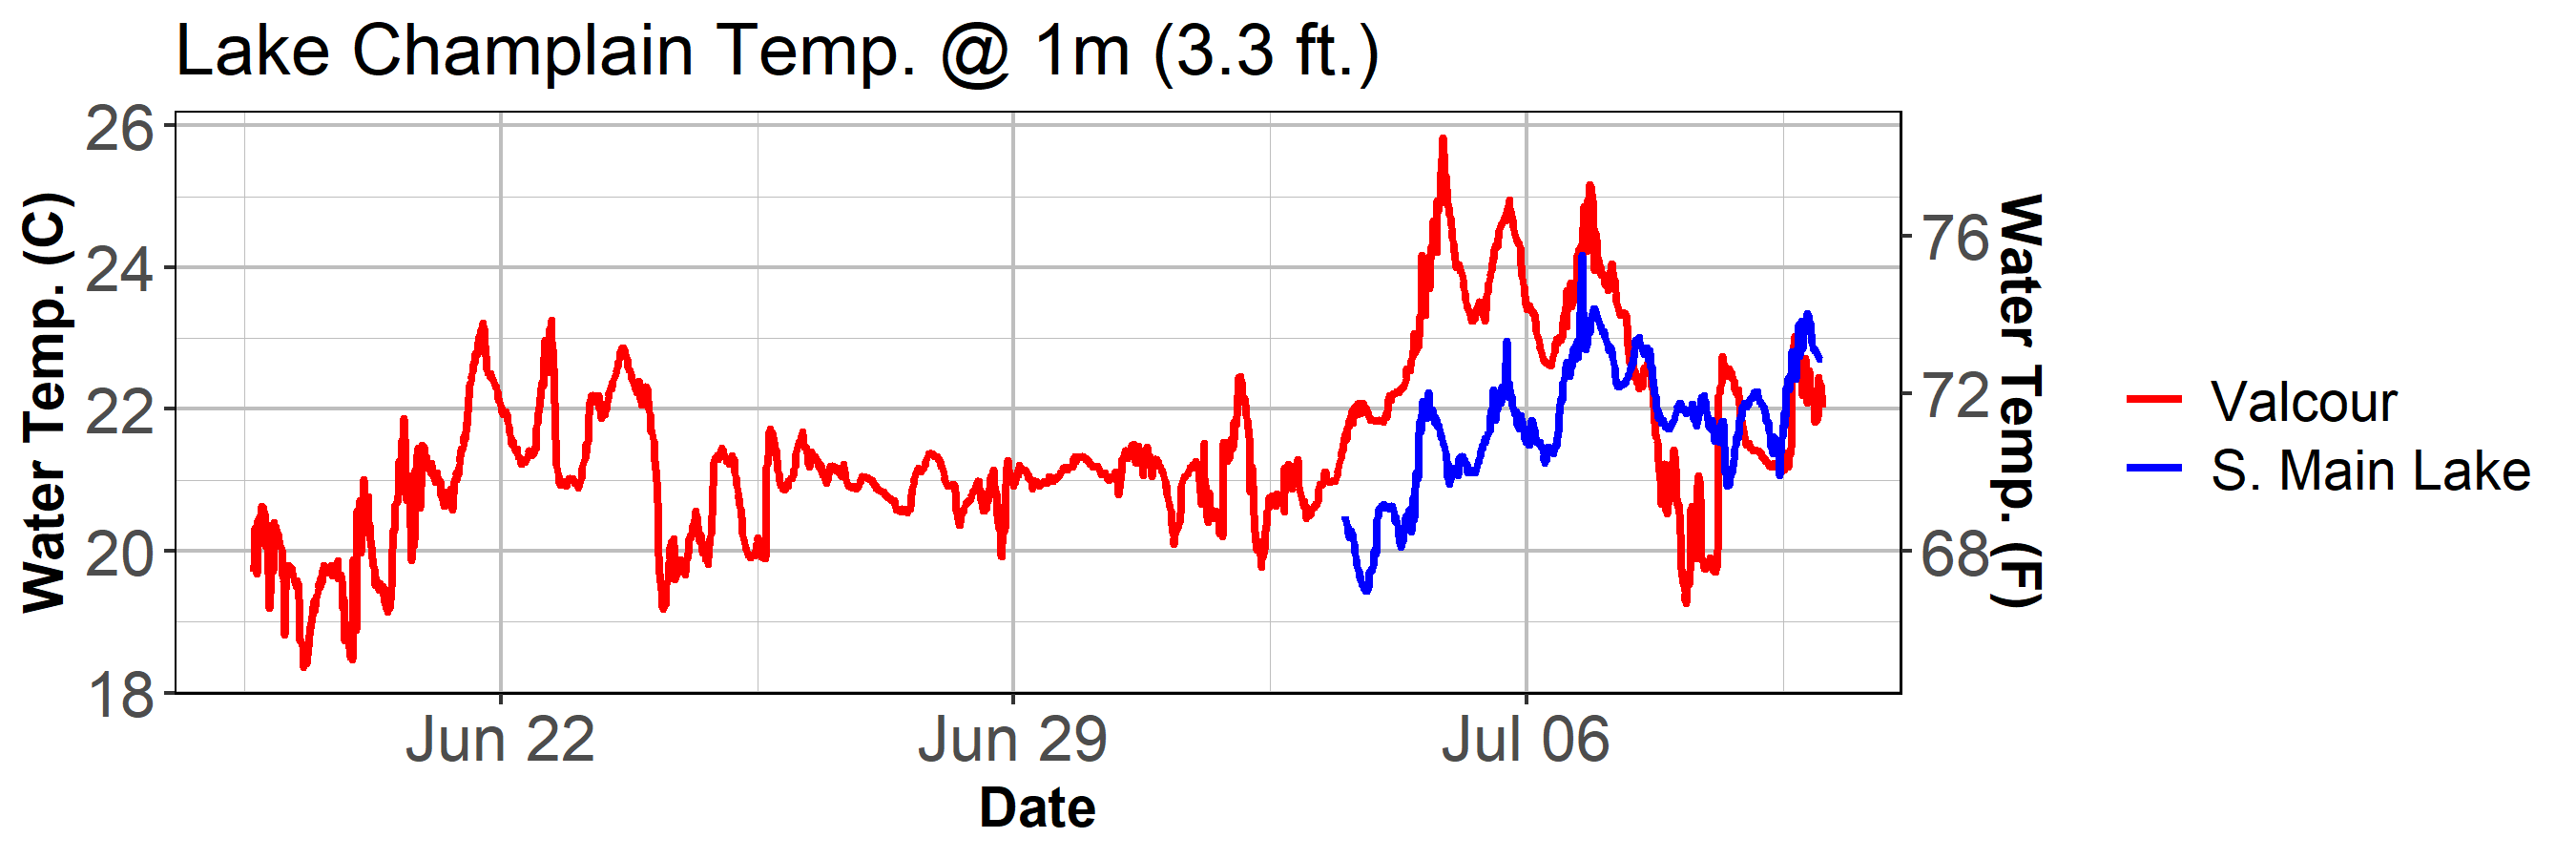 Lake Champlain Temp. @ 1m (3.3 ft.)
Water Temp. (C)
26
24
22
20
18
Jun 22
Jun 29
Jul 06
Date
76
72
68
Water Temp. (F)
Valcour
S. Main Lake